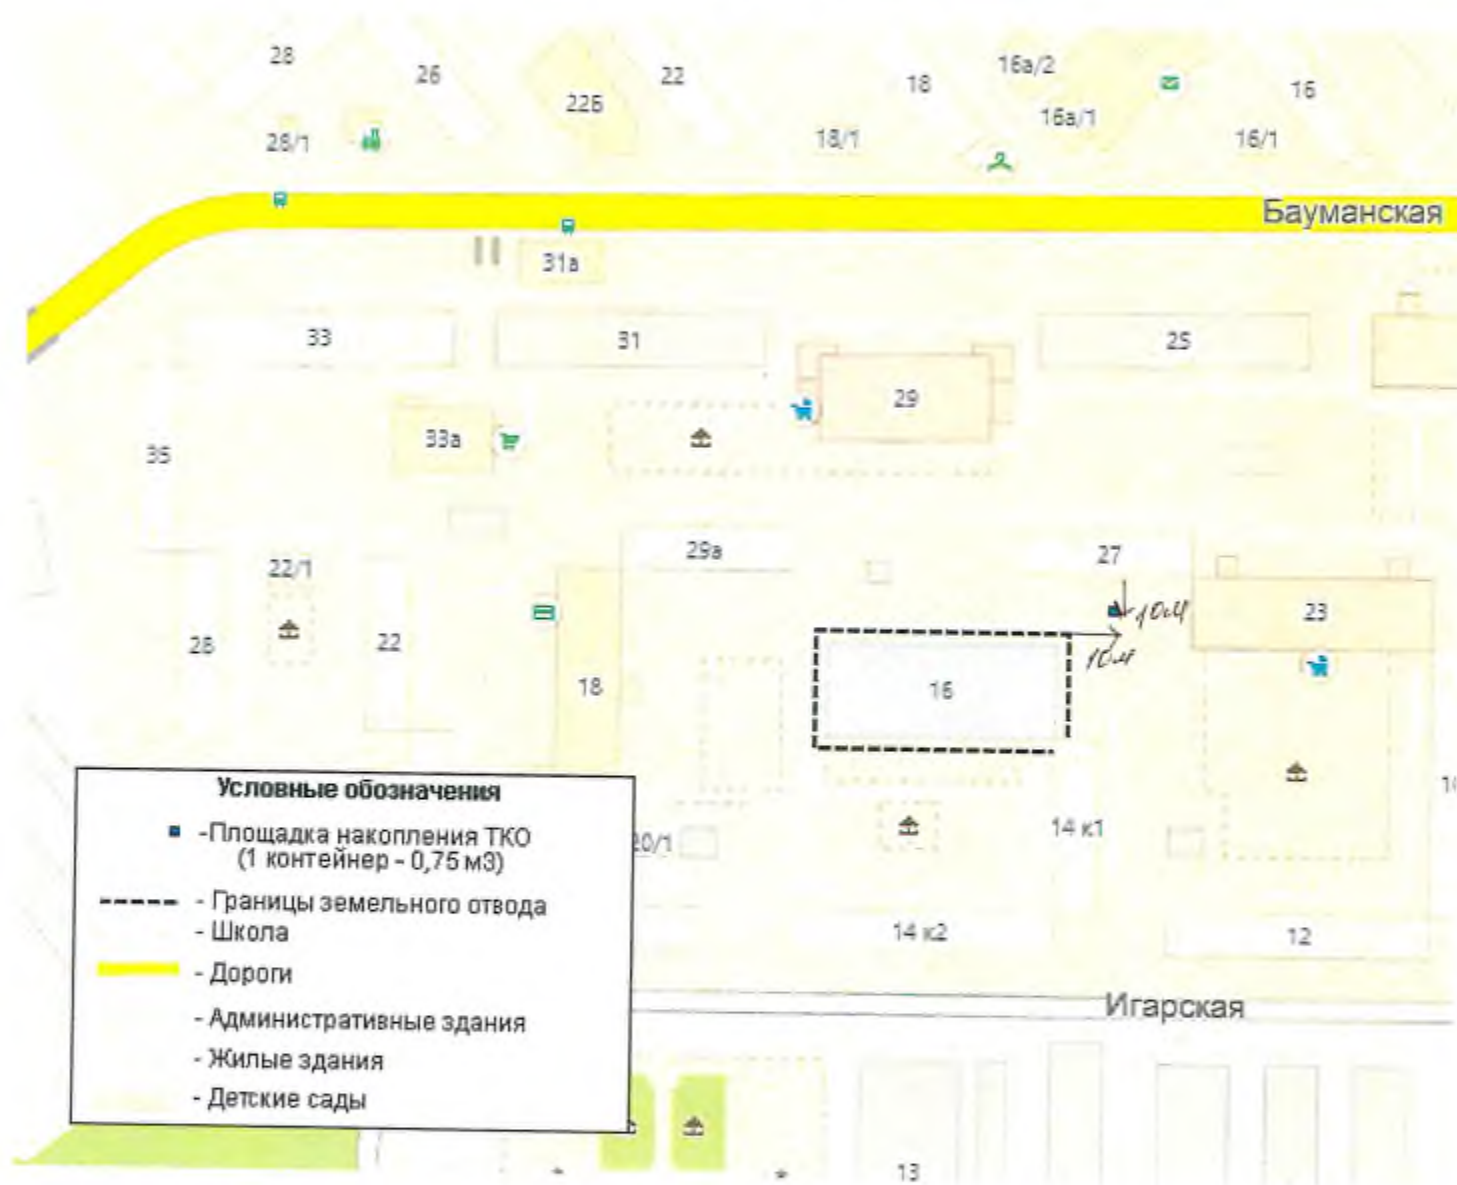 28
26
22Б
22
18
16а/2
16
28/1
18/1
16а/1
16/1
Бауманская
31а
33
31
25
29
33а
35
29а
27
22/1
23
10м
10м
28
22
18
16
Условные обозначения
-Площадка накопления ТКО
(1 контейнер - 0,75 м3)
- Границы земельного отвода
- Школа
- Дороги
- Административные здания
- Жилые здания
- Детские сады
20/1
14 к1
14 к2
12
Игарская
13